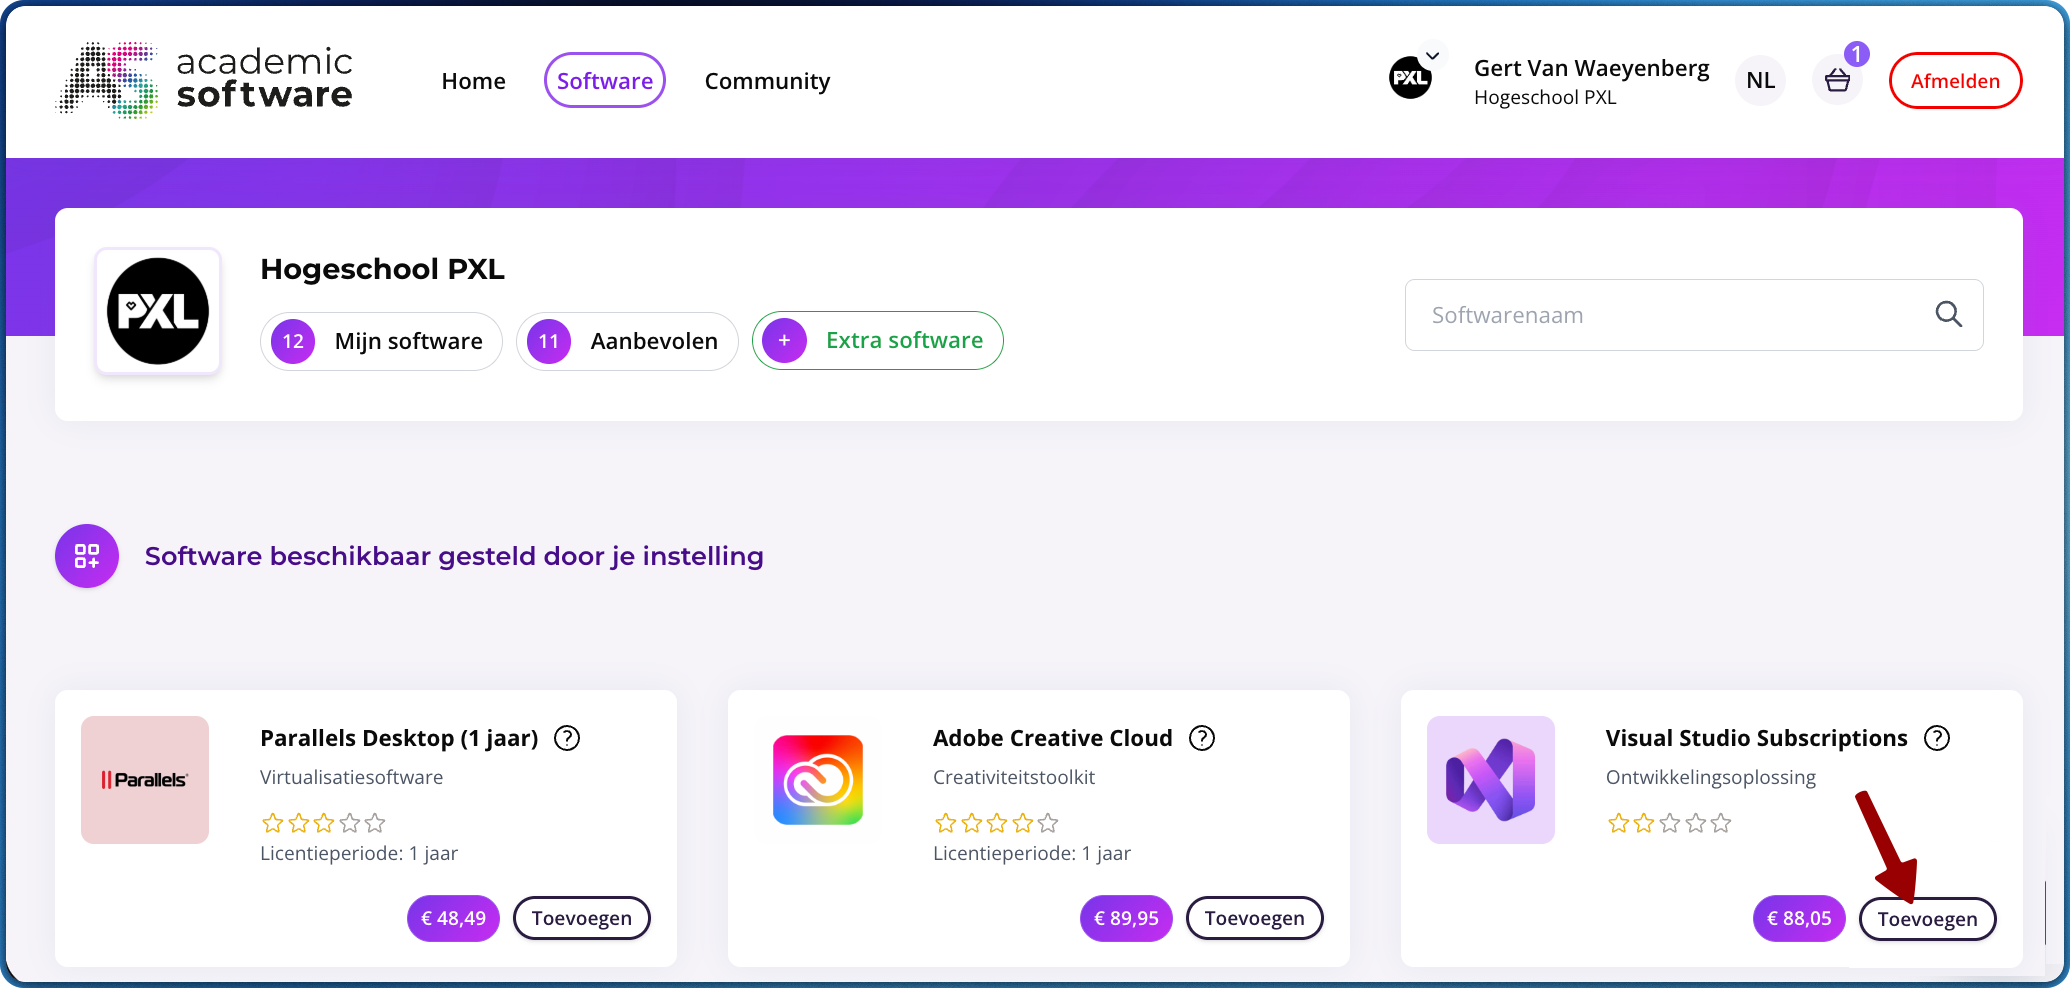 academic
software
Home
Software
Community
PXL
Gert Van Waeyenberg
Hogeschool PXL
NL
1
Afmelden
PXL
Hogeschool PXL
12 Mijn software
11 Aanbevolen
+ Extra software
Softwarenaam
Software beschikbaar gesteld door je instelling
Parallels
Parallels Desktop (1 jaar) ?
Virtualisatiesoftware
Licentieperiode: 1 jaar
€ 48,49 Toevoegen
Adobe Creative Cloud ?
Creativiteitstoolkit
Licentieperiode: 1 jaar
€ 89,95 Toevoegen
Visual Studio Subscriptions ?
Ontwikkelingsoplossing
€ 88,05 Toevoegen